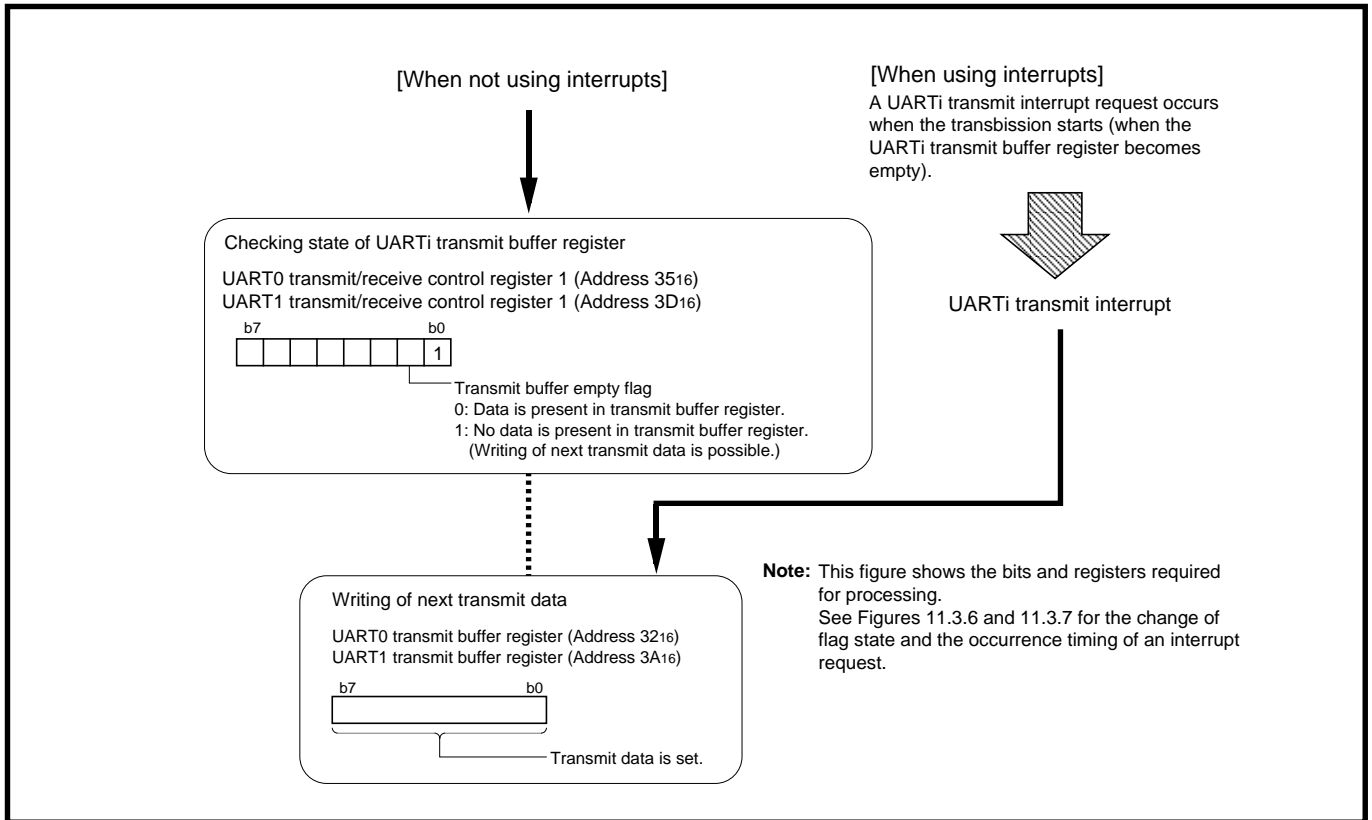 [When not using interrupts]
[When using interrupts]
A UARTi transmit interrupt request occurs
when the transbission starts (when the
UARTi transmit buffer register becomes
empty).
Checking state of UARTi transmit buffer register
UART0 transmit/receive control register 1 (Address 3516)
UART1 transmit/receive control register 1 (Address 3D16)
b7 b0
1
Transmit buffer empty flag
0: Data is present in transmit buffer register.
1: No data is present in transmit buffer register.
(Writing of next transmit data is possible.)
UARTi transmit interrupt
Writing of next transmit data
UART0 transmit buffer register (Address 3216)
UART1 transmit buffer register (Address 3A16)
b7 b0
Transmit data is set.
Note: This figure shows the bits and registers required
for processing.
See Figures 11.3.6 and 11.3.7 for the change of
flag state and the occurrence timing of an interrupt
request.